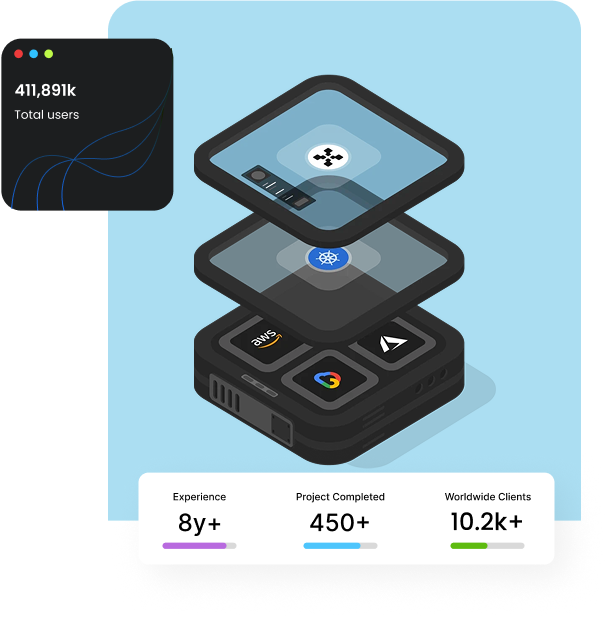 411,891k
Total users
aws
Experience
Project Completed
Worldwide Clients
8y+
450+
10.2k+